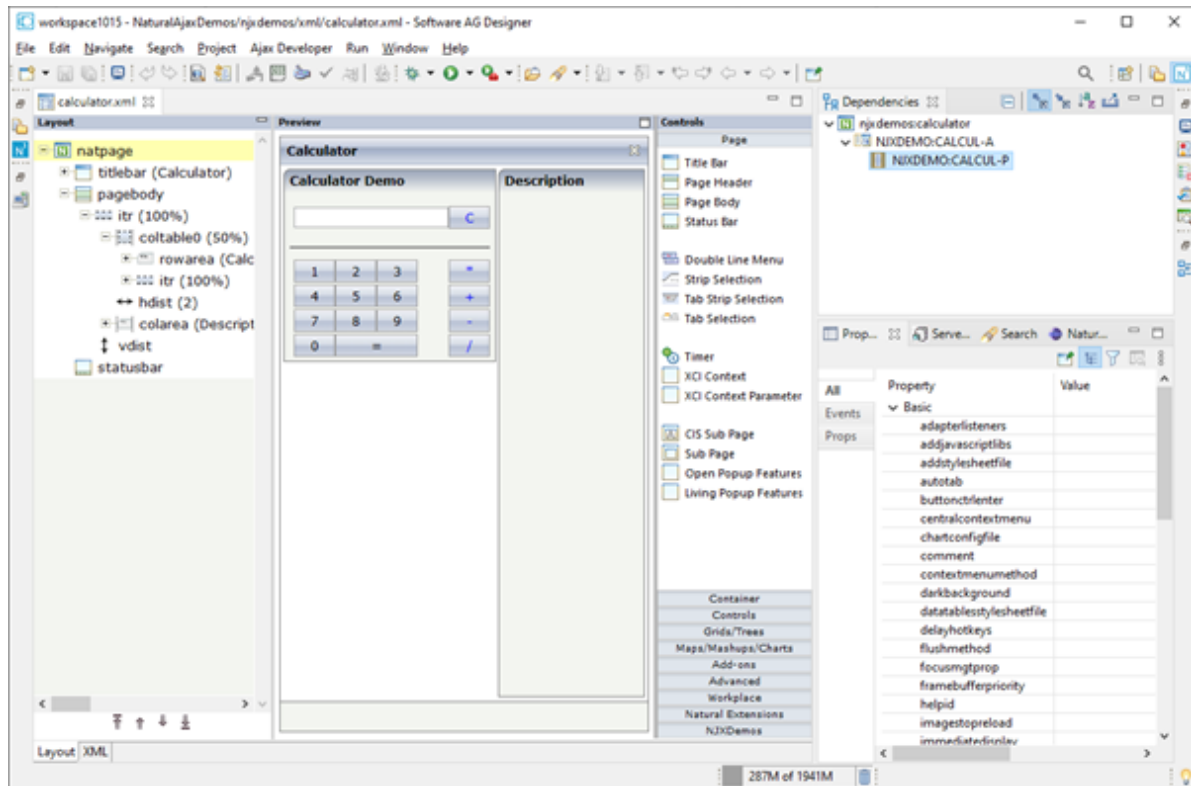 workspace1015 - NaturalAjaxDemos/njxdemos/xml/calculator.xml - Software AG Designer
File Edit Navigate Search Project Ajax Developer Run Window Help
calculator.xml
Layout
natpage
titlebar (Calculator)
pagebody
itr (100%)
coltable0 (50%)
rowarea (Calc
itr (100%)
hdist (2)
colarea (Descript
vdist
statusbar
Layout XML
Preview
Calculator
Calculator Demo
Description
C
1 2 3 *
4 5 6 +
7 8 9 -
0 = /
Controls
Page
Title Bar
Page Header
Page Body
Status Bar
Double Line Menu
Strip Selection
Tab Strip Selection
Tab Selection
Timer
XCI Context
XCI Context Parameter
CIS Sub Page
Sub Page
Open Popup Features
Living Popup Features
Container
Controls
Grids/Trees
Maps/Mashups/Charts
Add-ons
Advanced
Workplace
Natural Extensions
NJXDemos
Dependencies
njxdemos:calculator
NJXDEMO:CALCUL-A
NJXDEMO:CALCUL-P
Prop... Serve... Search Natur...
All
Events
Props
Property Value
Basic
adapterlisteners
addjavascriptlibs
addstylesheetfile
autotab
buttonctrlenter
centralcontextmenu
chartconfigfile
comment
contextmenumethod
darkbackground
datatablesstylesheetfile
delayhotkeys
flushmethod
focusmgtprop
framebufferpriority
helpid
imagestopreload
immediatedisplay
287M of 1941M